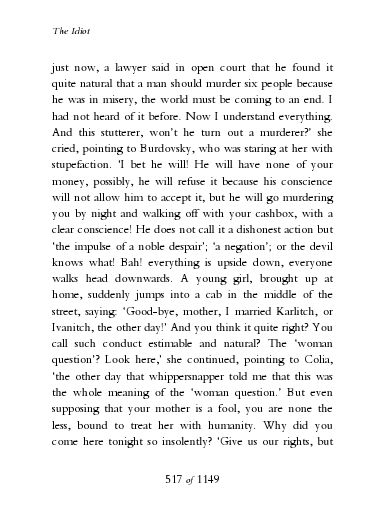 The Idiot
just now, a lawyer said in open court that he found it
quite natural that a man should murder six people because
he was in misery, the world must be coming to an end. I
had not heard of it before. Now I understand everything.
And this stutterer, won’t he turn out a murderer?’ she
cried, pointing to Burdovsky, who was staring at her with
stupefaction. ‘I bet he will! He will have none of your
money, possibly, he will refuse it because his conscience
will not allow him to accept it, but he will go murdering
you by night and walking off with your cashbox, with a
clear conscience! He does not call it a dishonest action but
‘the impulse of a noble despair’; ‘a negation’; or the devil
knows what! Bah! everything is upside down, everyone
walks head downwards. A young girl, brought up at
home, suddenly jumps into a cab in the middle of the
street, saying: ‘Good-bye, mother, I married Karlitch, or
Ivanitch, the other day!’ And you think it quite right? You
call such conduct estimable and natural? The ‘woman
question’? Look here,’ she continued, pointing to Colia,
‘the other day that whippersnapper told me that this was
the whole meaning of the ‘woman question.’ But even
supposing that your mother is a fool, you are none the
less, bound to treat her with humanity. Why did you
come here tonight so insolently? ‘Give us our rights, but
517 of 1149